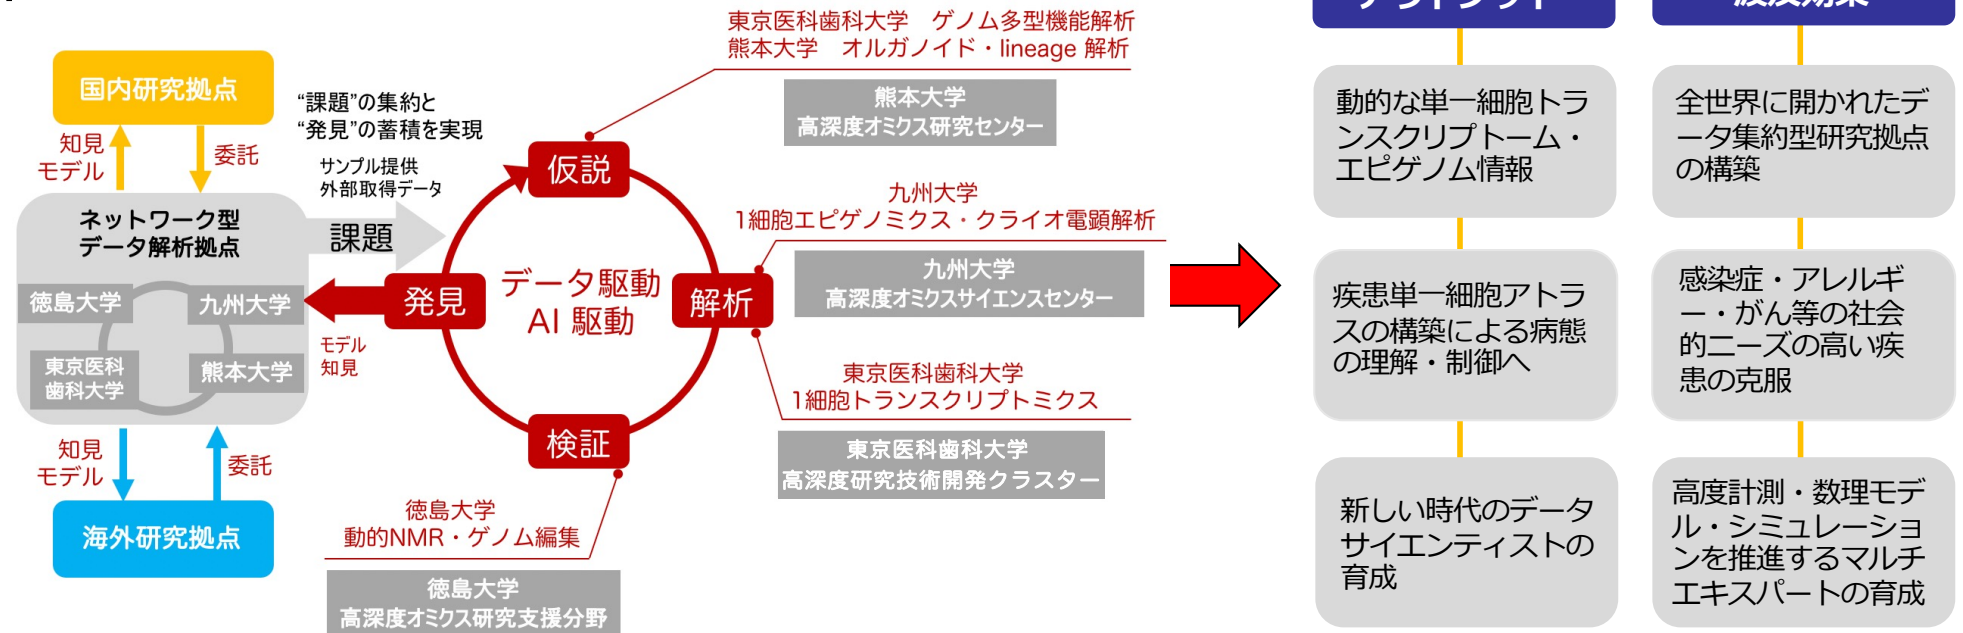 東京医科歯科大学　ゲノム多型機能解析
熊本大学　オルガノイド・lineage 解析
熊本大学
高深度オミクス研究センター
国内研究拠点
知見
モデル
委託
“課題”の集約と
“発見”の蓄積を実現
サンプル提供
外部取得データ
課題
ネットワーク型
データ解析拠点
徳島大学
九州大学
東京医科
歯科大学
熊本大学
モデル
知見
知見
モデル
委託
海外研究拠点
仮説
発見
データ駆動
AI 駆動
解析
検証
九州大学
1細胞エピゲノミクス・クライオ電顕解析
九州大学
高深度オミクスサイエンスセンター
東京医科歯科大学
1細胞トランスクリプトミクス
東京医科歯科大学
高深度研究技術開発クラスター
徳島大学
動的NMR・ゲノム編集
徳島大学
高深度オミクス研究支援分野
アウトプット
動的な単一細胞トラ
ンスクリプトーム・
エピゲノム情報
疾患単一細胞アトラ
スの構築による病態
の理解・制御へ
新しい時代のデータ
サイエンティストの
育成
波及効果
全世界に開かれたデ
ータ集約型研究拠点
の構築
感染症・アレルギ
ー・がん等の社会
的ニーズの高い疾
患の克服
高度計測・数理モデ
ル・シミュレーショ
ンを推進するマルチ
エキスパートの育成